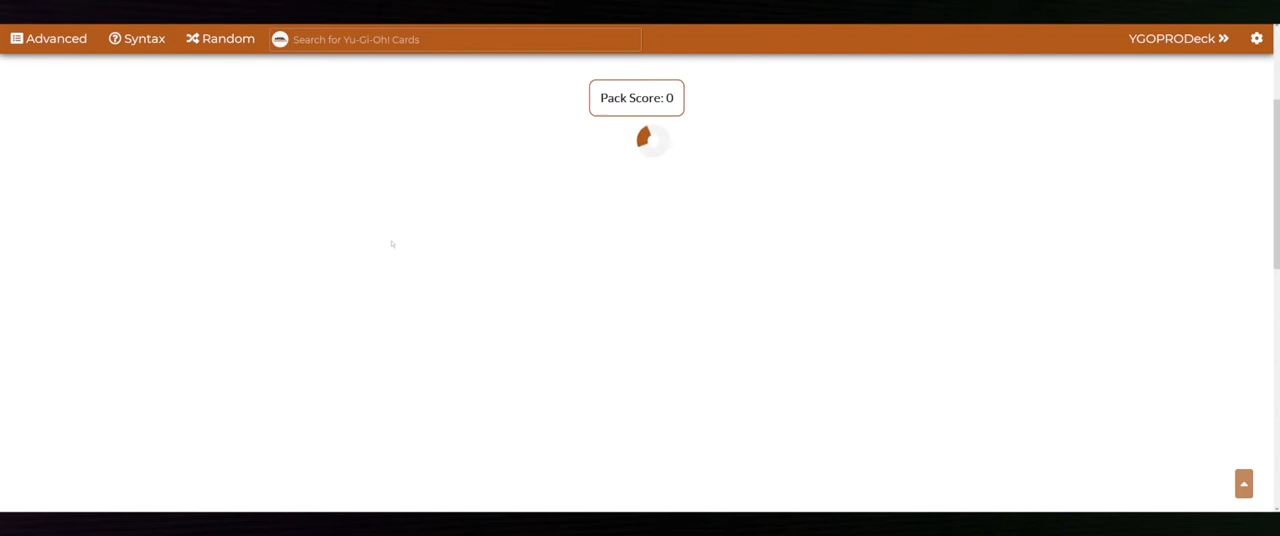 Advanced
Syntax
Random
Search for Yu-Gi-Oh! Cards
YGOPRODeck
Pack Score: 0